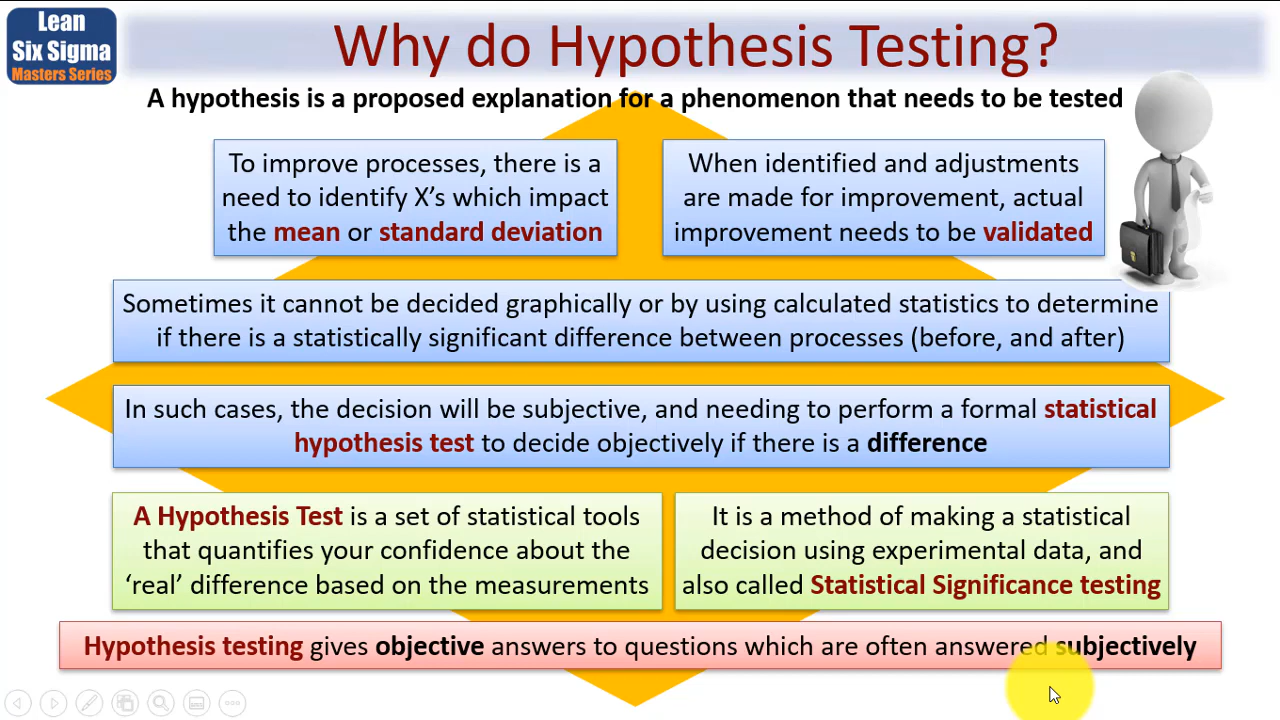 Lean
Six Sigma
Masters Series
Why do Hypothesis Testing?
A hypothesis is a proposed explanation for a phenomenon that needs to be tested
To improve processes, there is a
need to identify X’s which impact
the mean or standard deviation
When identified and adjustments
are made for improvement, actual
improvement needs to be validated
Sometimes it cannot be decided graphically or by using calculated statistics to determine
if there is a statistically significant difference between processes (before, and after)
In such cases, the decision will be subjective, and needing to perform a formal statistical
hypothesis test to decide objectively if there is a difference
A Hypothesis Test is a set of statistical tools
that quantifies your confidence about the
‘real’ difference based on the measurements
It is a method of making a statistical
decision using experimental data, and
also called Statistical Significance testing
Hypothesis testing gives objective answers to questions which are often answered subjectively